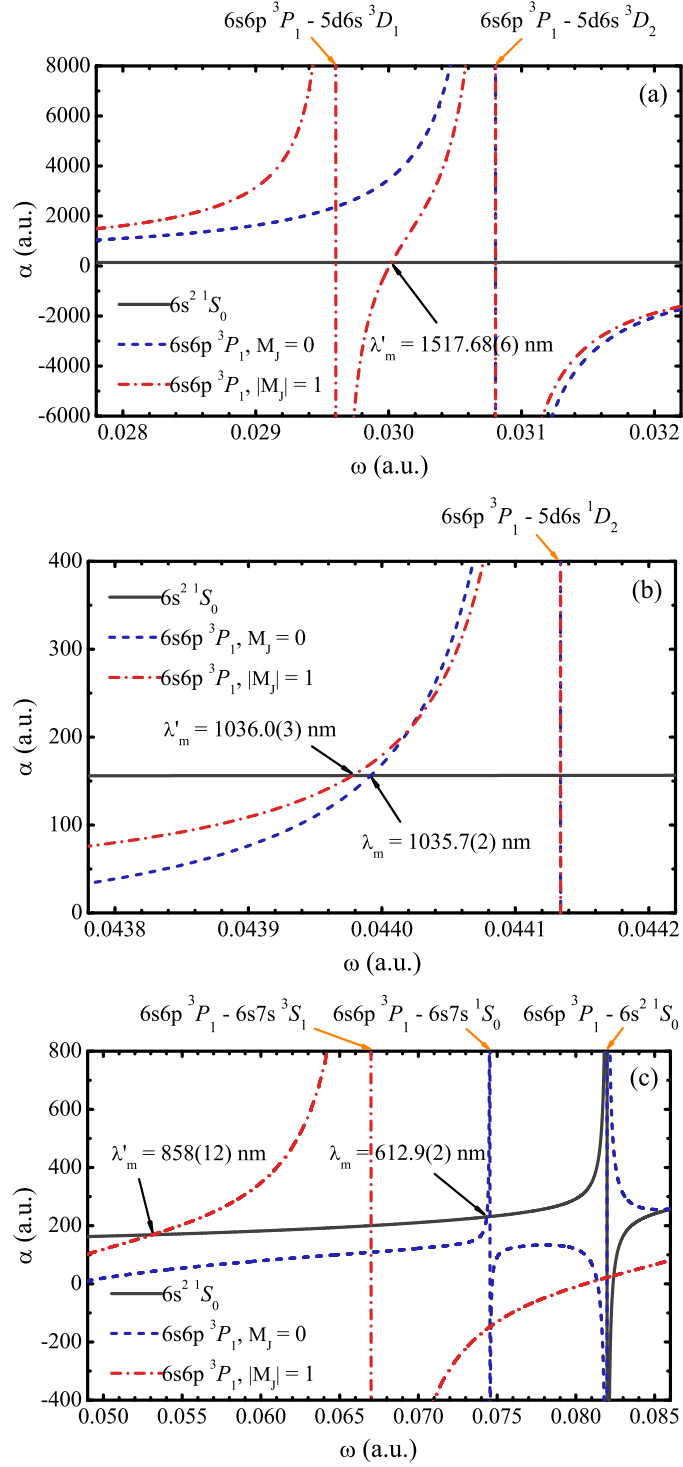 6s6p ³P₁ - 5d6s ³D₁ 6s6p ³P₁ - 5d6s ³D₂
8000
6000
4000
2000
0
-2000
-4000
-6000
α (a.u.)
(a)
6s² ¹S₀
6s6p ³P₁, M_J = 0
6s6p ³P₁, |M_J| = 1
λ'ₘ = 1517.68(6) nm
0.028 0.029 0.030 0.031 0.032
ω (a.u.)
6s6p ³P₁ - 5d6s ¹D₂
400
300
200
100
0
α (a.u.)
(b)
6s² ¹S₀
6s6p ³P₁, M_J = 0
6s6p ³P₁, |M_J| = 1
λ'ₘ = 1036.0(3) nm
λₘ = 1035.7(2) nm
0.0438 0.0439 0.0440 0.0441 0.0442
ω (a.u.)
6s6p ³P₁ - 6s7s ³S₁ 6s6p ³P₁ - 6s7s ¹S₀ 6s6p ³P₁ - 6s² ¹S₀
800
600
400
200
0
-200
-400
α (a.u.)
(c)
λ'ₘ = 858(12) nm
λₘ = 612.9(2) nm
6s² ¹S₀
6s6p ³P₁, M_J = 0
6s6p ³P₁, |M_J| = 1
0.050 0.055 0.060 0.065 0.070 0.075 0.080 0.085
ω (a.u.)